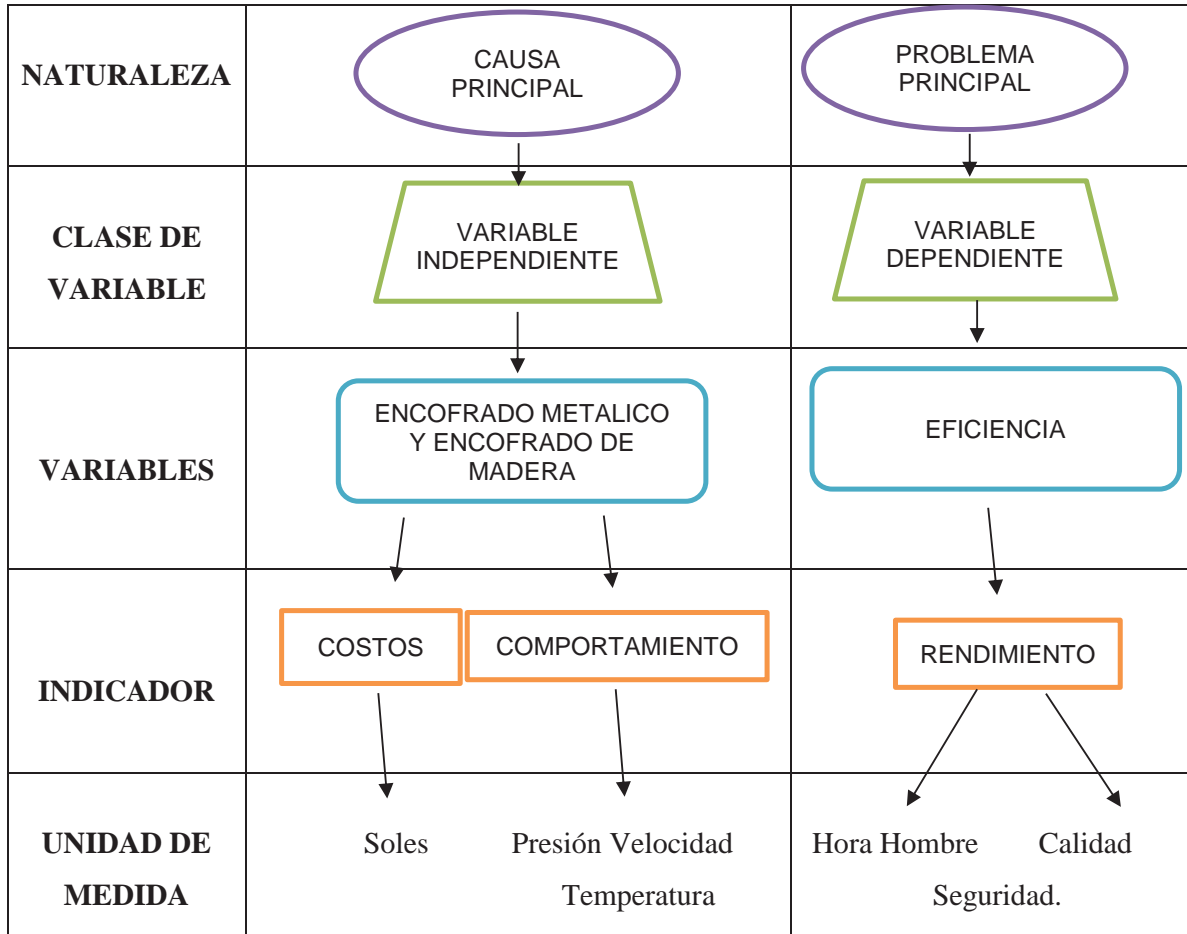 NATURALEZA
CAUSA
PRINCIPAL
PROBLEMA
PRINCIPAL
CLASE DE
VARIABLE
VARIABLE
INDEPENDIENTE
VARIABLE
DEPENDIENTE
VARIABLES
ENCOFRADO METALICO
Y ENCOFRADO DE
MADERA
EFICIENCIA
INDICADOR
COSTOS
COMPORTAMIENTO
RENDIMIENTO
UNIDAD DE
MEDIDA
Soles
Presión Velocidad
Temperatura
Hora Hombre Calidad
Seguridad.